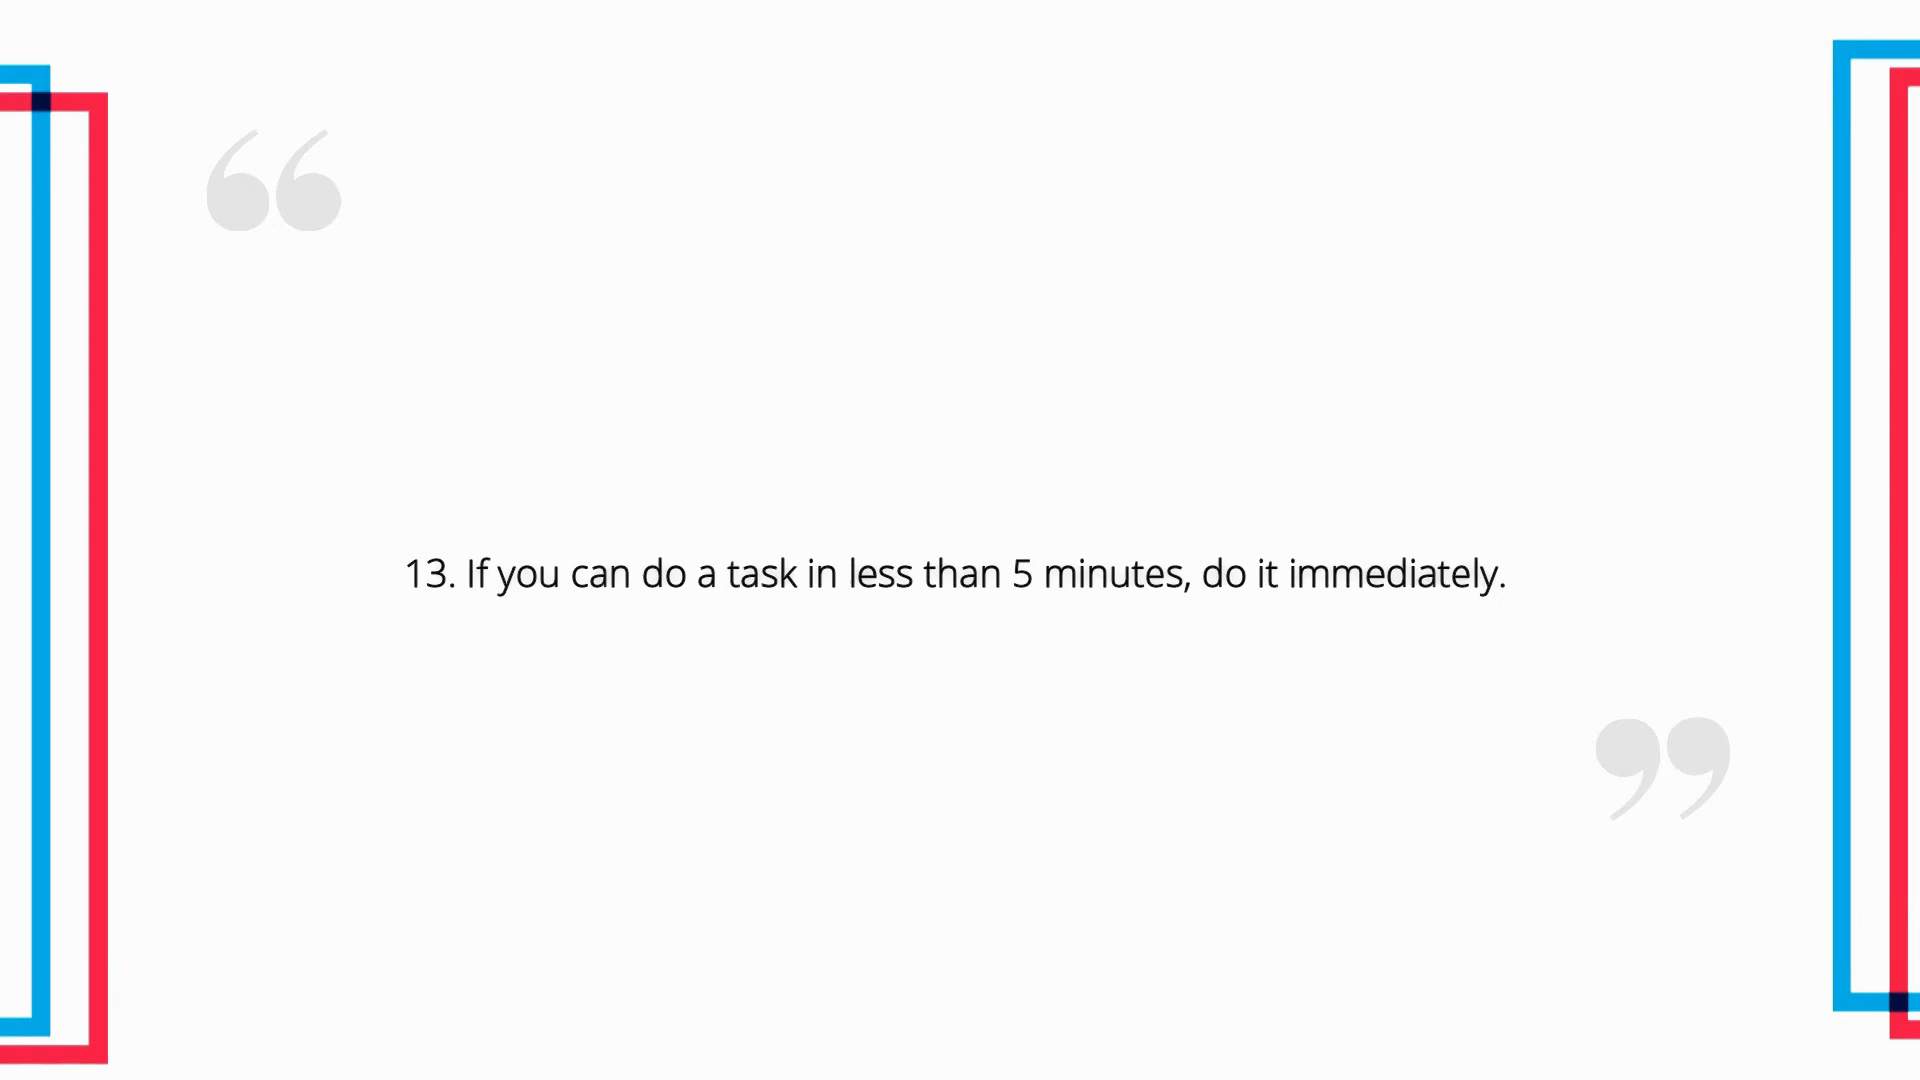 13. If you can do a task in less than 5 minutes, do it immediately.